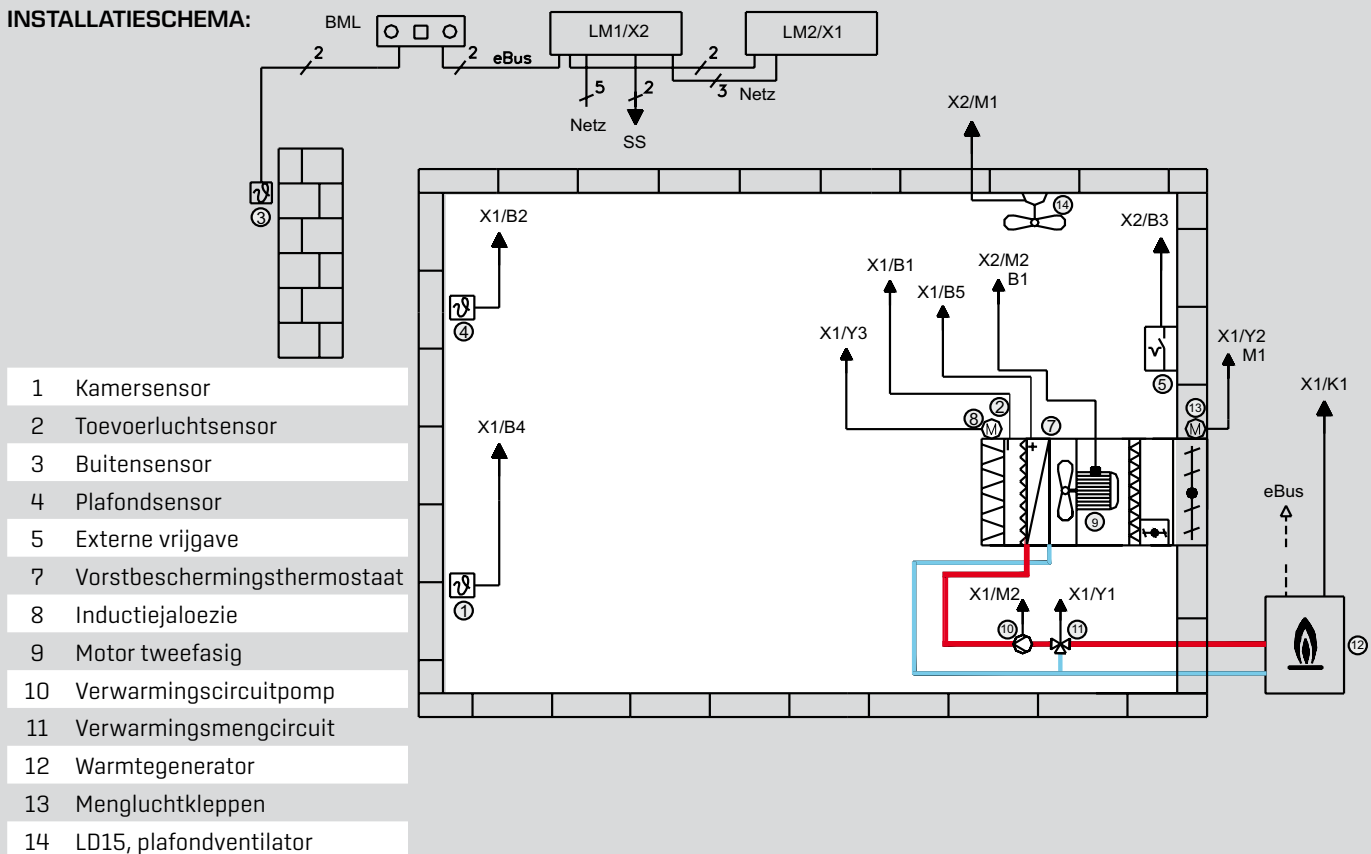 INSTALLATIESCHEMA:
BML
LM1/X2
LM2/X1
2
2
eBus
2
5
2
3
Netz
Netz
SS
X2/M1
3
14
X1/B2
X2/B3
X1/B1
X2/M2
B1
X1/B5
4
X1/Y3
X1/Y2
M1
5
X1/K1
1 Kamersensor
2 Toevoerluchtsensor
3 Buitensensor
4 Plafondsensor
5 Externe vrijgave
7 Vorstbeschermingsthermostaat
8 Inductiejaloezie
9 Motor tweefasig
10 Verwarmingscircuitpomp
11 Verwarmingsmengcircuit
12 Warmtegenerator
13 Mengluchtkleppen
14 LD15, plafondventilator
X1/B4
8
M
2
7
13
M
+
9
eBus
1
X1/M2
X1/Y1
10
11
12